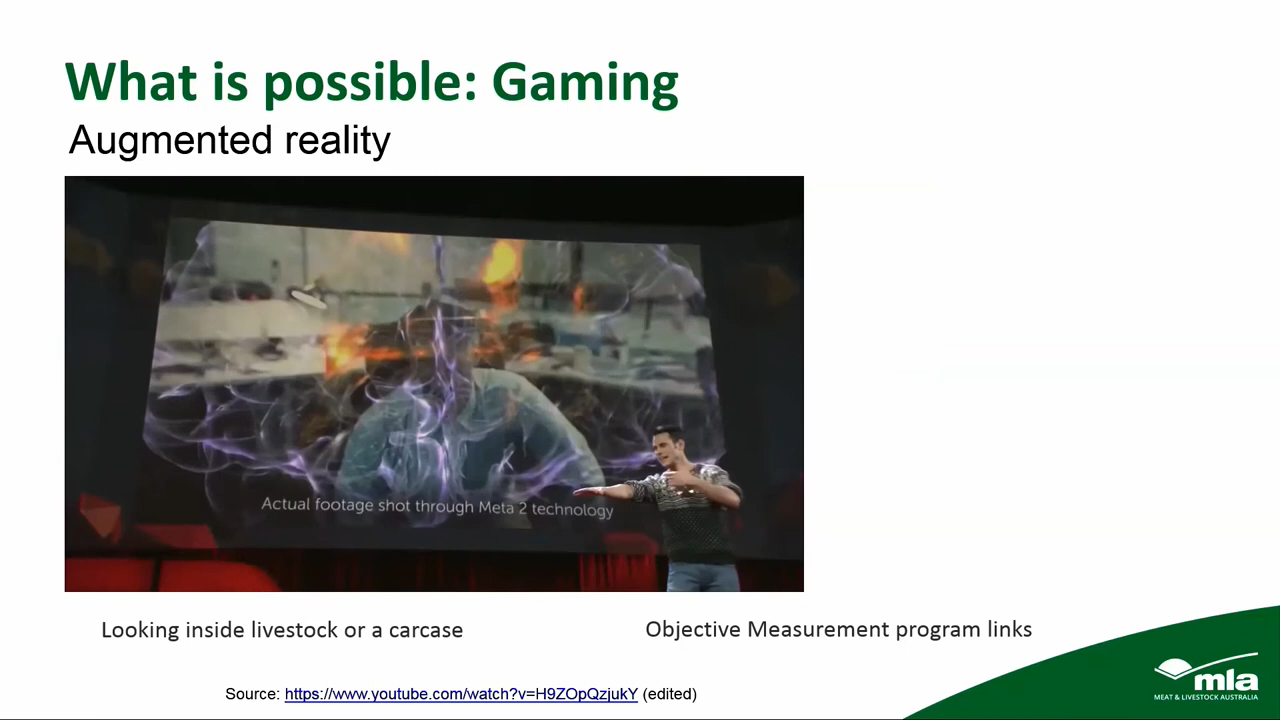 What is possible: Gaming
Augmented reality
Actual footage shot through Meta 2 technology
Looking inside livestock or a carcase
Objective Measurement program links
Source: https://www.youtube.com/watch?v=H9ZOpQzjukY (edited)
mla
MEAT & LIVESTOCK AUSTRALIA